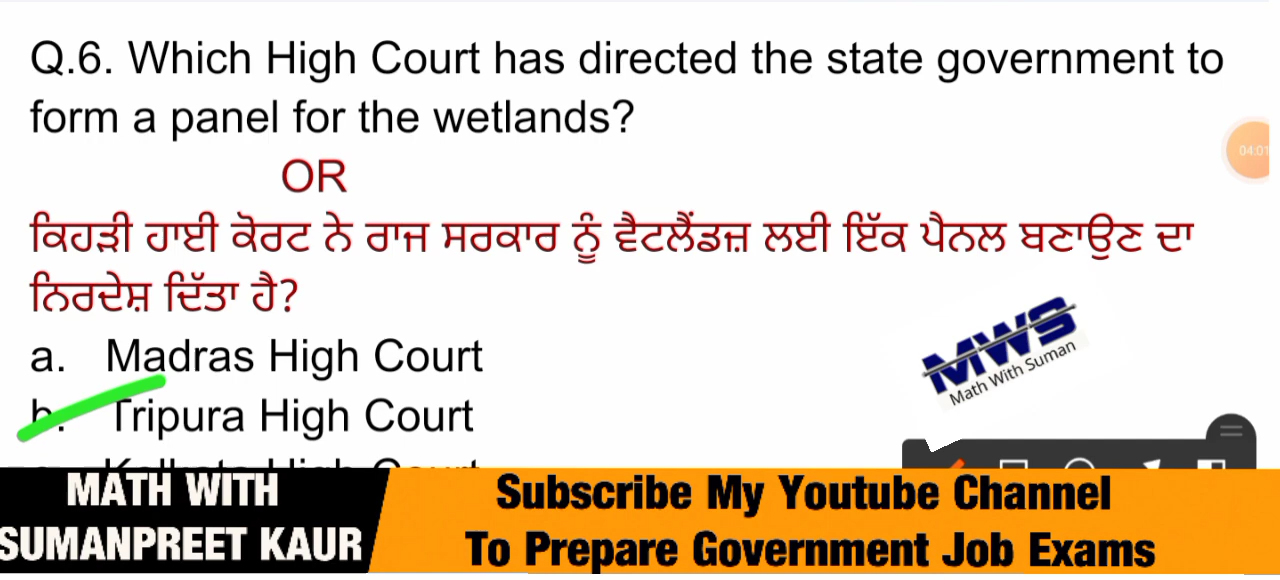 Q.6. Which High Court has directed the state government to
form a panel for the wetlands?
OR
ਕਿਹੜੀ ਹਾਈ ਕੋਰਟ ਨੇ ਰਾਜ ਸਰਕਾਰ ਨੂੰ ਵੈਟਲੈਂਡਜ਼ ਲਈ ਇੱਕ ਪੈਨਲ ਬਣਾਉਣ ਦਾ
ਨਿਰਦੇਸ਼ ਦਿੱਤਾ ਹੈ?
a. Madras High Court
b. Tripura High Court
04:01
MWS
Math With Suman
MATH WITH
SUMANPREET KAUR
Subscribe My Youtube Channel
To Prepare Government Job Exams